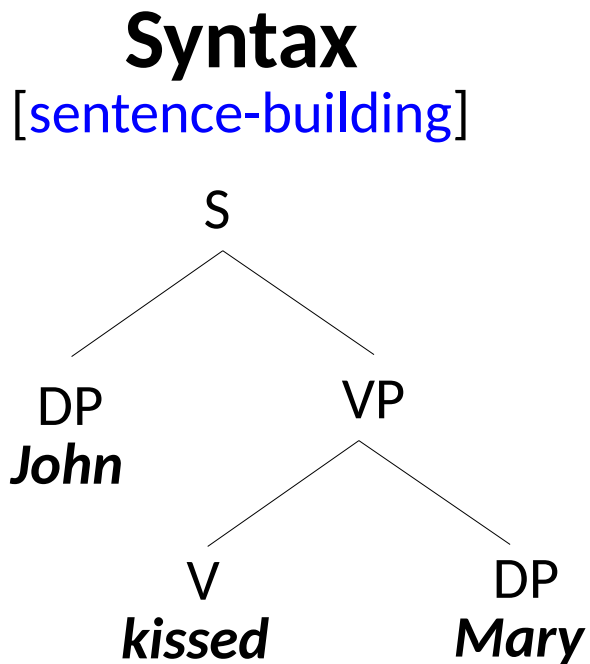 Syntax
[sentence-building]
S
DP VP
John
V DP
kissed Mary